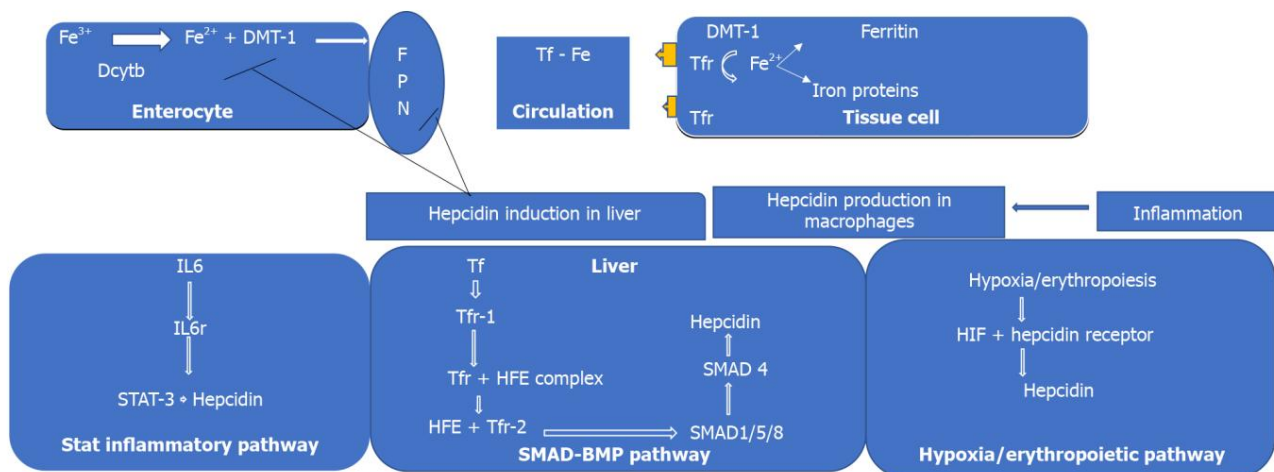 Fe³⁺ Fe²⁺ + DMT-1
Dcytb
Enterocyte
F
P
N
Tf - Fe
Circulation
DMT-1 Ferritin
Tfr Fe²⁺
Iron proteins
Tfr
Tissue cell
Hepcidin induction in liver
Hepcidin production in
macrophages
Inflammation
IL6
IL6r
STAT-3 Hepcidin
Stat inflammatory pathway
Liver
Tf
Tfr-1
Tfr + HFE complex
HFE + Tfr-2
SMAD1/5/8
SMAD 4
Hepcidin
SMAD-BMP pathway
Hypoxia/erythropoiesis
HIF + hepcidin receptor
Hepcidin
Hypoxia/erythropoietic pathway